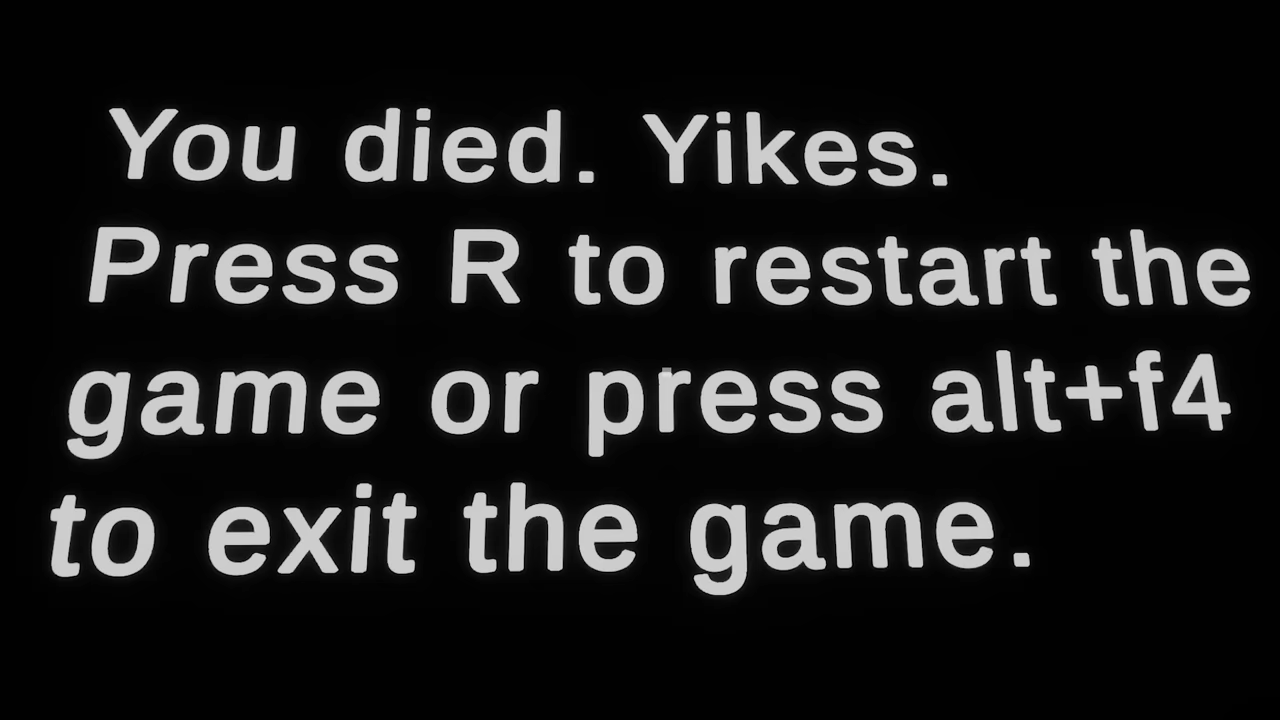 You died. Yikes.
Press R to restart the
game or press alt+f4
to exit the game.